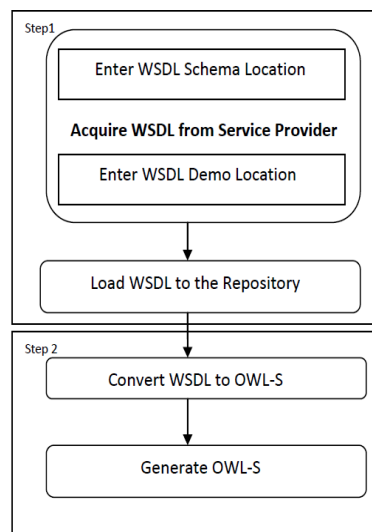 Step1
Enter WSDL Schema Location
Acquire WSDL from Service Provider
Enter WSDL Demo Location
Load WSDL to the Repository
Step 2
Convert WSDL to OWL-S
Generate OWL-S